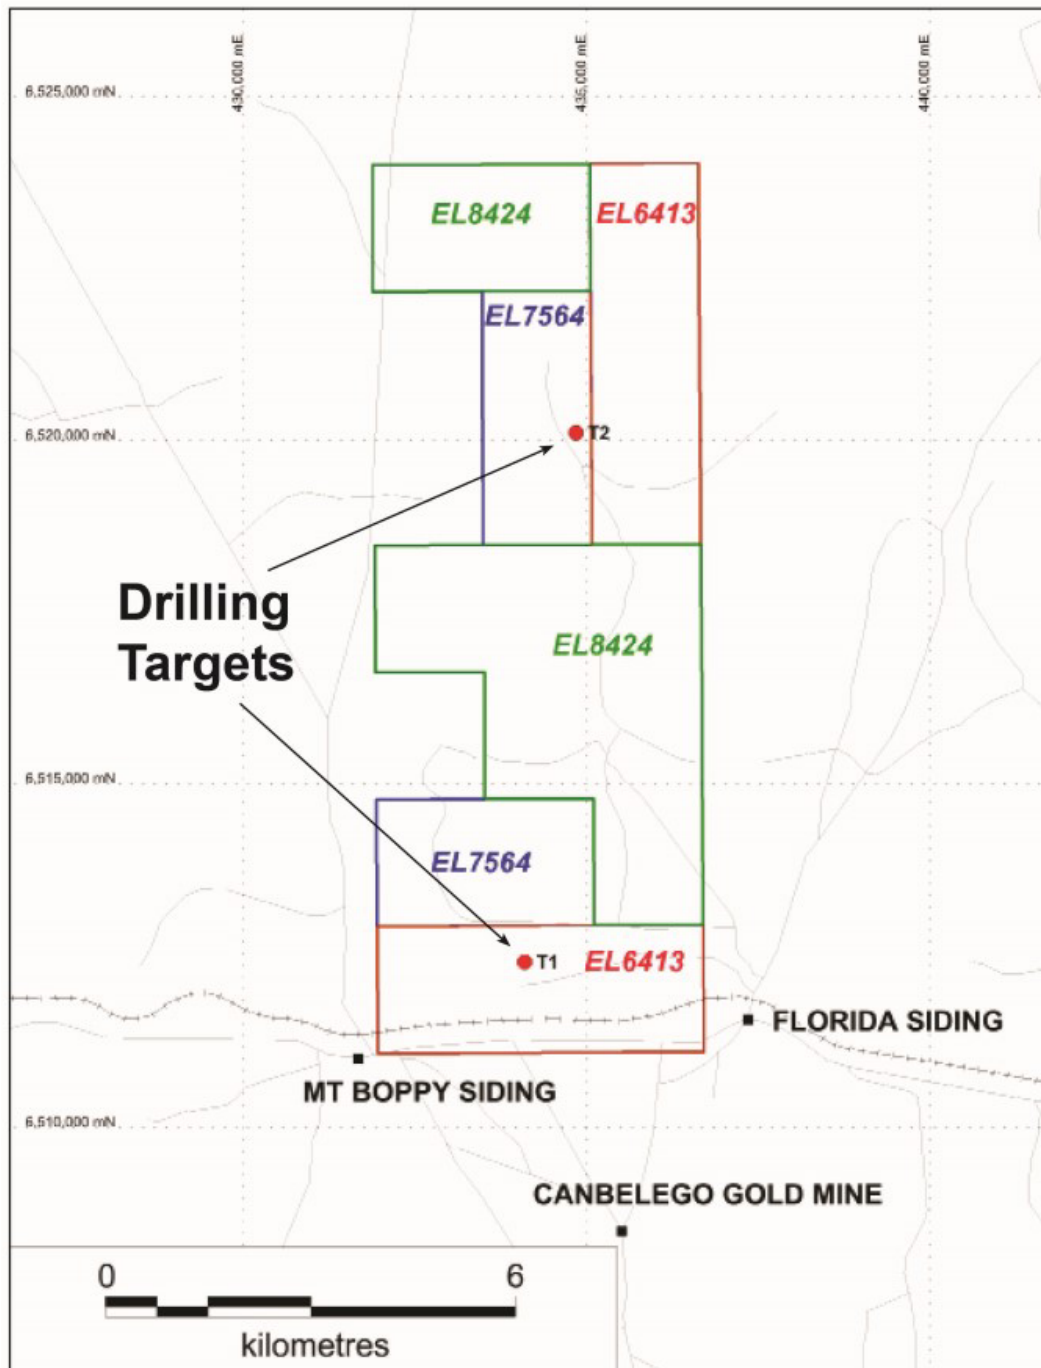 430,000 mE
435,000 mE
440,000 mE
6,525,000 mN
EL8424
EL6413
EL7564
6,520,000 mN
T2
Drilling
Targets
EL8424
6,515,000 mN
EL7564
T1
EL6413
FLORIDA SIDING
MT BOPPY SIDING
6,510,000 mN
CANBELEGO GOLD MINE
0
6
kilometres